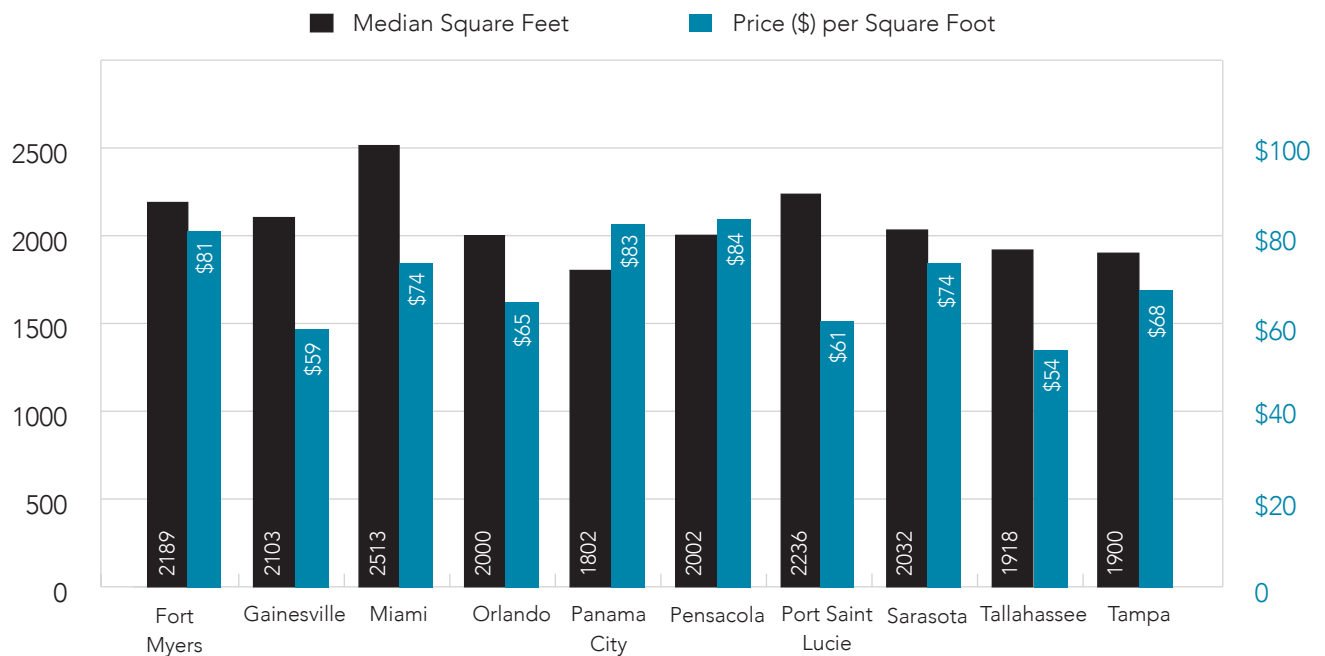 Median Square Feet Price ($) per Square Foot
2500 $100
2000 $80
1500 $60
1000 $40
500 $20
0 0
2189 $81 2103 $59 2513 $74 2000 $65 1802 $83 2002 $84 2236 $61 2032 $74 1918 $54 1900 $68
Fort Myers
Gainesville
Miami
Orlando
Panama City
Pensacola
Port Saint Lucie
Sarasota
Tallahassee
Tampa